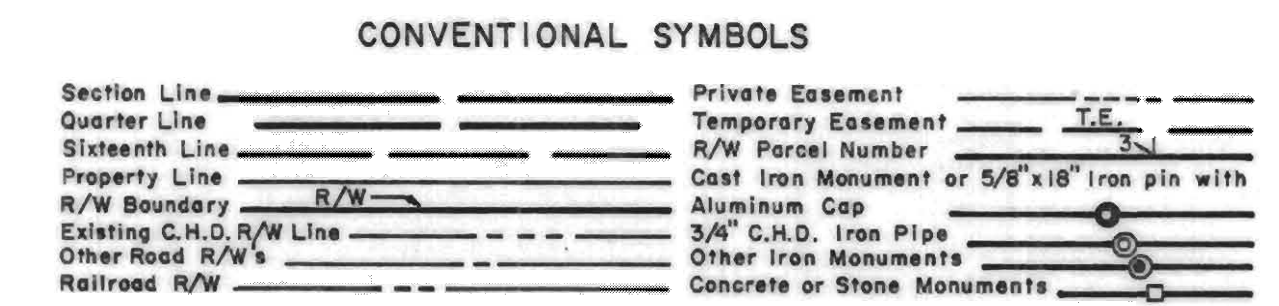 CONVENTIONAL SYMBOLS
Section Line
Quarter Line
Sixteenth Line
Property Line
R/W Boundary R/W
Existing C.H.D. R/W Line
Other Road R/W's
Railroad R/W
Private Easement
Temporary Easement T.E.
R/W Parcel Number 3
Cast Iron Monument or 5/8"x18" Iron pin with
Aluminum Cap
3/4" C.H.D. Iron Pipe
Other Iron Monuments
Concrete or Stone Monuments